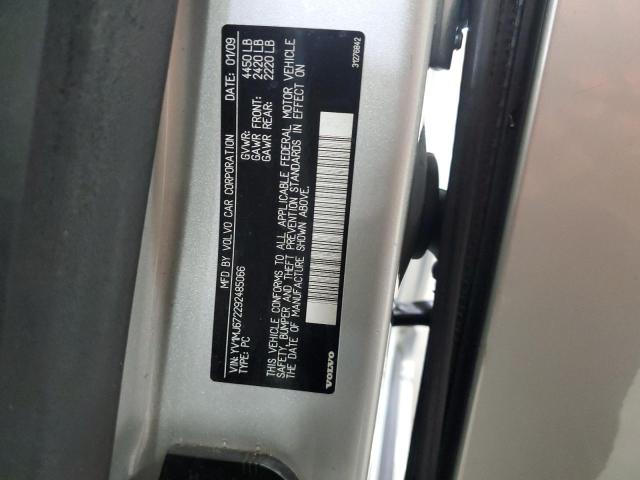 MFD BY VOLVO CAR CORPORATION DATE: 01/09
GVWR: 4450 LB
GAWR FRONT: 2420 LB
GAWR REAR: 2220 LB
VIN: YV1MJ672292485066
TYPE: PC
THIS VEHICLE CONFORMS TO ALL APPLICABLE FEDERAL MOTOR VEHICLE
SAFETY, BUMPER AND THEFT PREVENTION STANDARDS IN EFFECT ON
THE DATE OF MANUFACTURE SHOWN ABOVE.
VOLVO
31276842